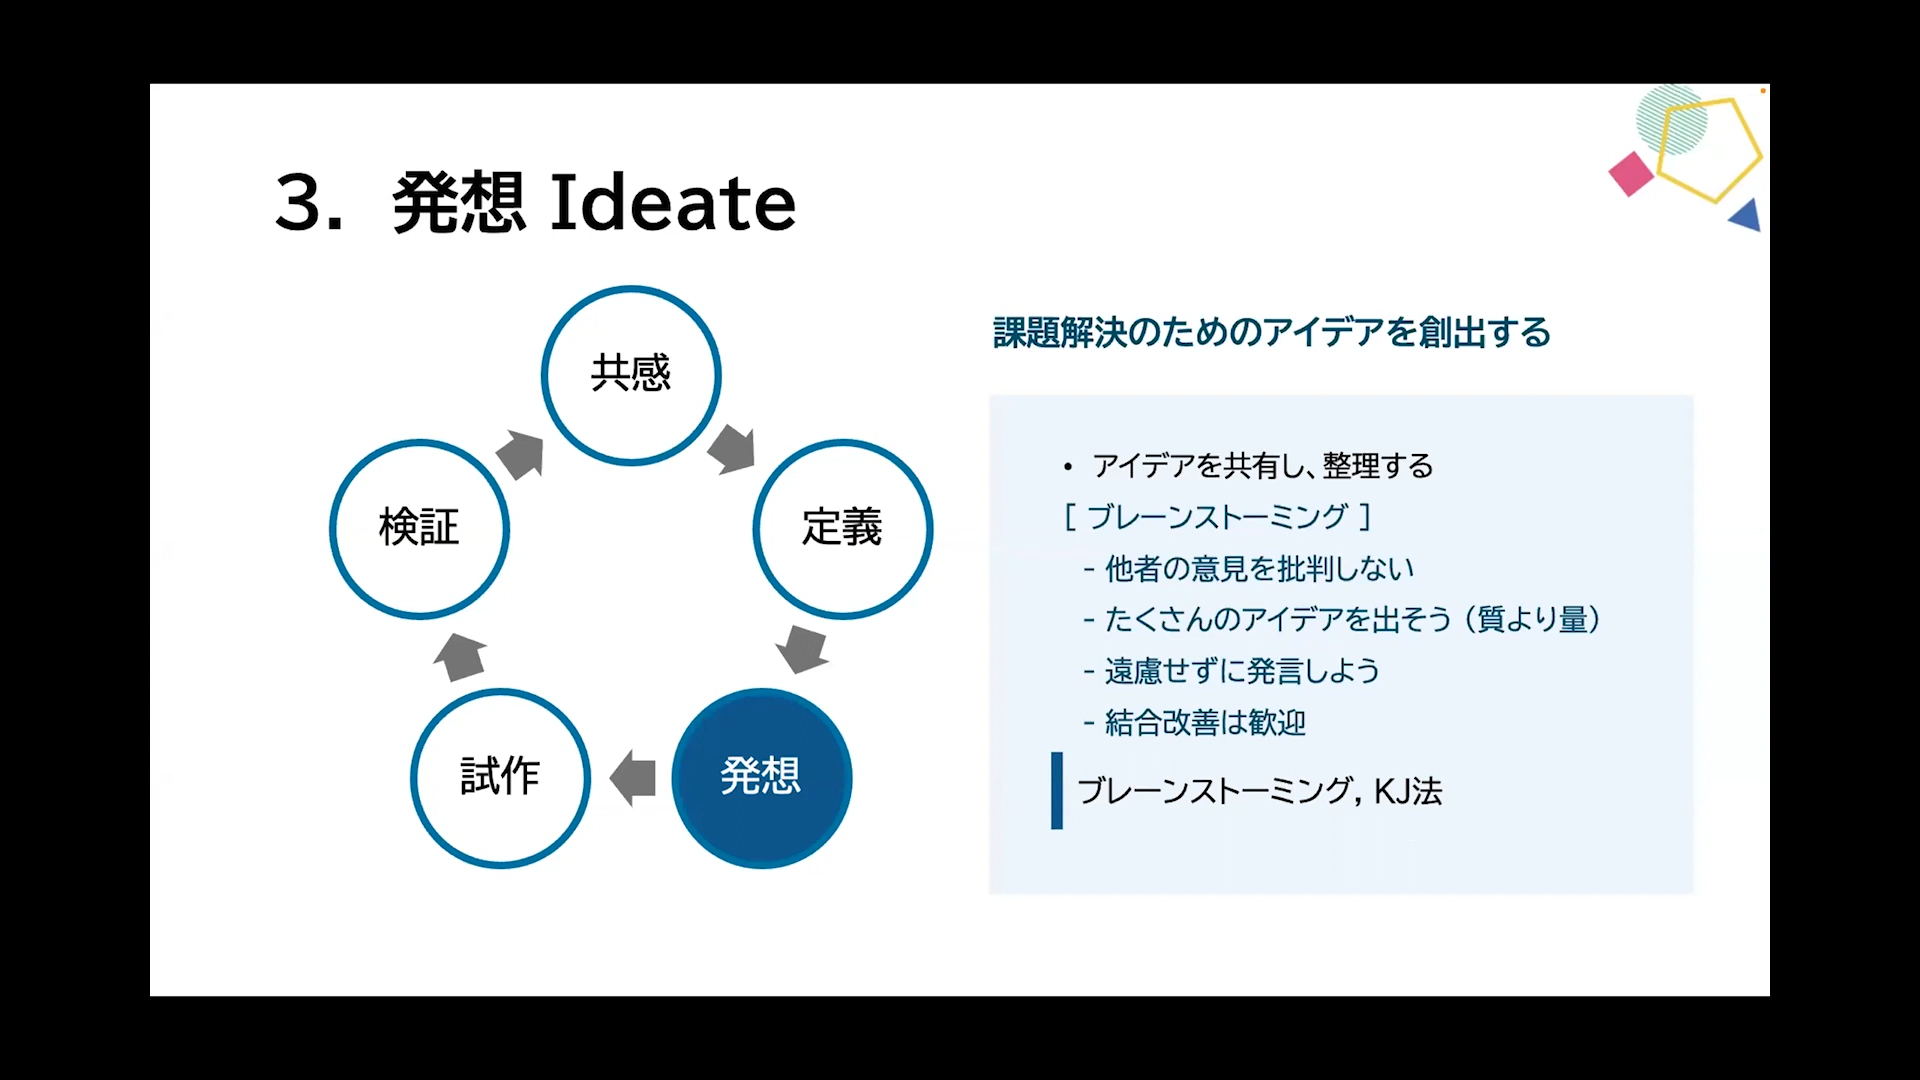 3. 発想 Ideate
共感
定義
発想
試作
検証
課題解決のためのアイデアを創出する
• アイデアを共有し、整理する
[ ブレーンストーミング ]
- 他者の意見を批判しない
- たくさんのアイデアを出そう（質より量）
- 遠慮せずに発言しよう
- 結合改善は歓迎
ブレーンストーミング, KJ法